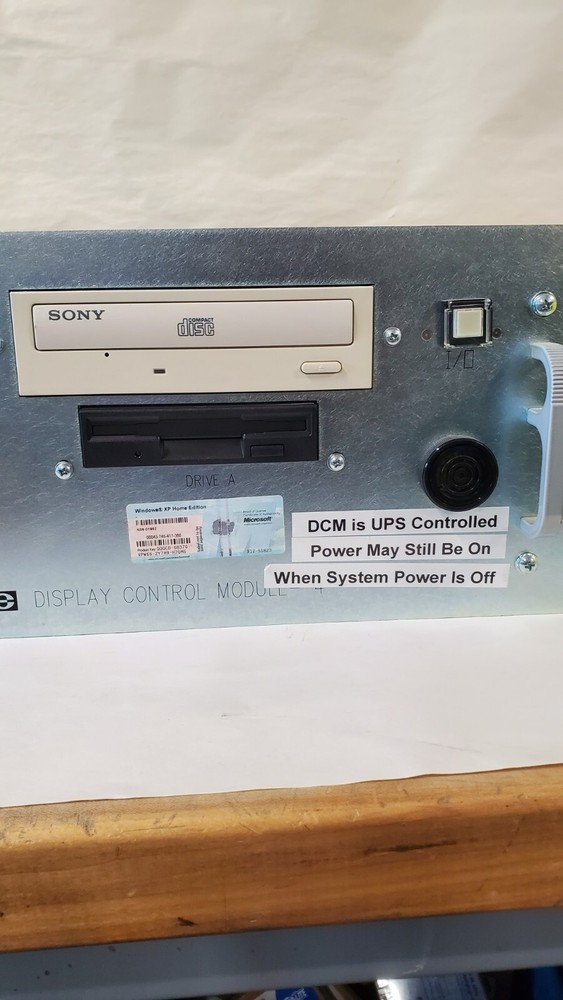 SONY
COMPACT
disc
I/O
DRIVE A
Windows® XP Home Edition
Microsoft®
DCM is UPS Controlled
Power May Still Be On
When System Power Is Off
DISPLAY CONTROL MODULE- 4